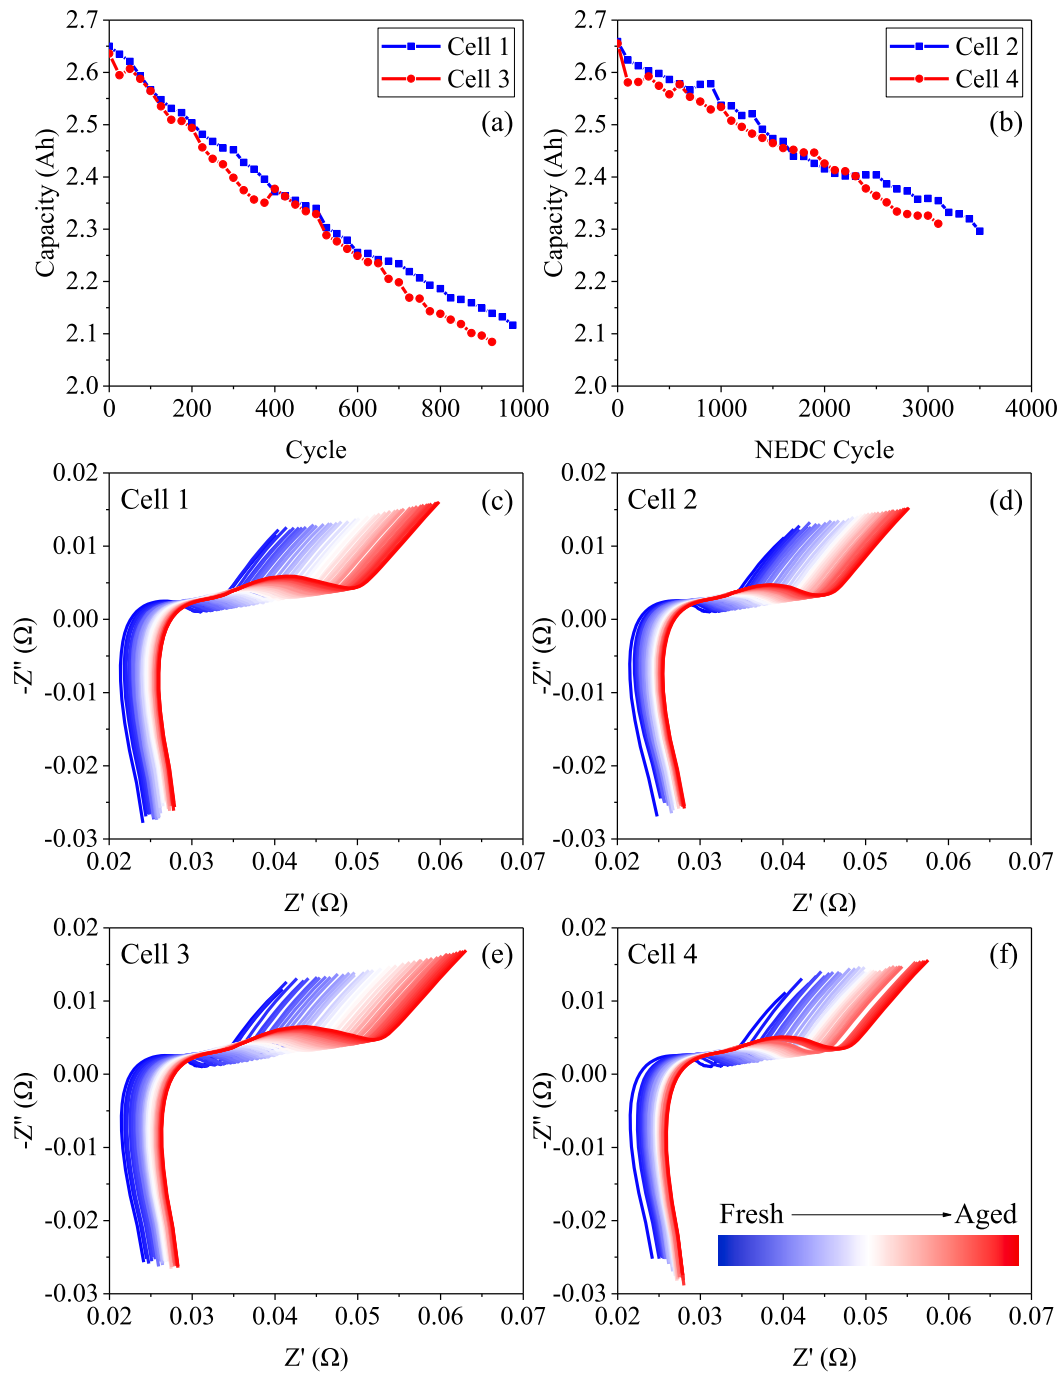 2.7
2.6
2.5
2.4
2.3
2.2
2.1
2.0
Capacity (Ah)
Cell 1
Cell 3
(a)
0 200 400 600 800 1000
Cycle
2.7
2.6
2.5
2.4
2.3
2.2
2.1
2.0
Capacity (Ah)
Cell 2
Cell 4
(b)
0 1000 2000 3000 4000
NEDC Cycle
0.02
0.01
0.00
-0.01
-0.02
-0.03
-Z" (Ω)
Cell 1
(c)
0.02 0.03 0.04 0.05 0.06 0.07
Z' (Ω)
0.02
0.01
0.00
-0.01
-0.02
-0.03
-Z" (Ω)
Cell 2
(d)
0.02 0.03 0.04 0.05 0.06 0.07
Z' (Ω)
0.02
0.01
0.00
-0.01
-0.02
-0.03
-Z" (Ω)
Cell 3
(e)
0.02 0.03 0.04 0.05 0.06 0.07
Z' (Ω)
0.02
0.01
0.00
-0.01
-0.02
-0.03
-Z" (Ω)
Cell 4
(f)
Fresh Aged
0.02 0.03 0.04 0.05 0.06 0.07
Z' (Ω)